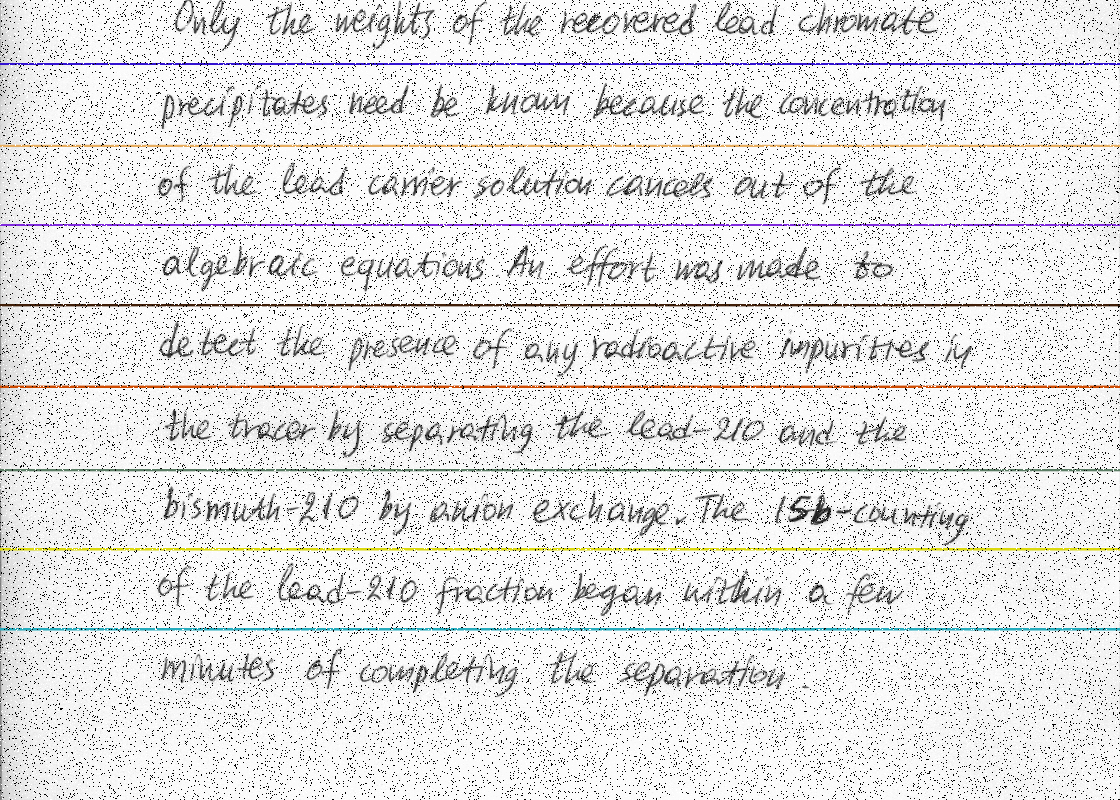 Only the weights of the recovered lead chromate
precipitates need be known because the concentration
of the lead carrier solution cancels out of the
algebraic equations An effort was made to
detect the presence of any radioactive impurities in
the tracer by separating the lead-210 and the
bismuth-210 by anion exchange. The -counting
of the lead-210 fraction began within a few
minutes of completing the separation.